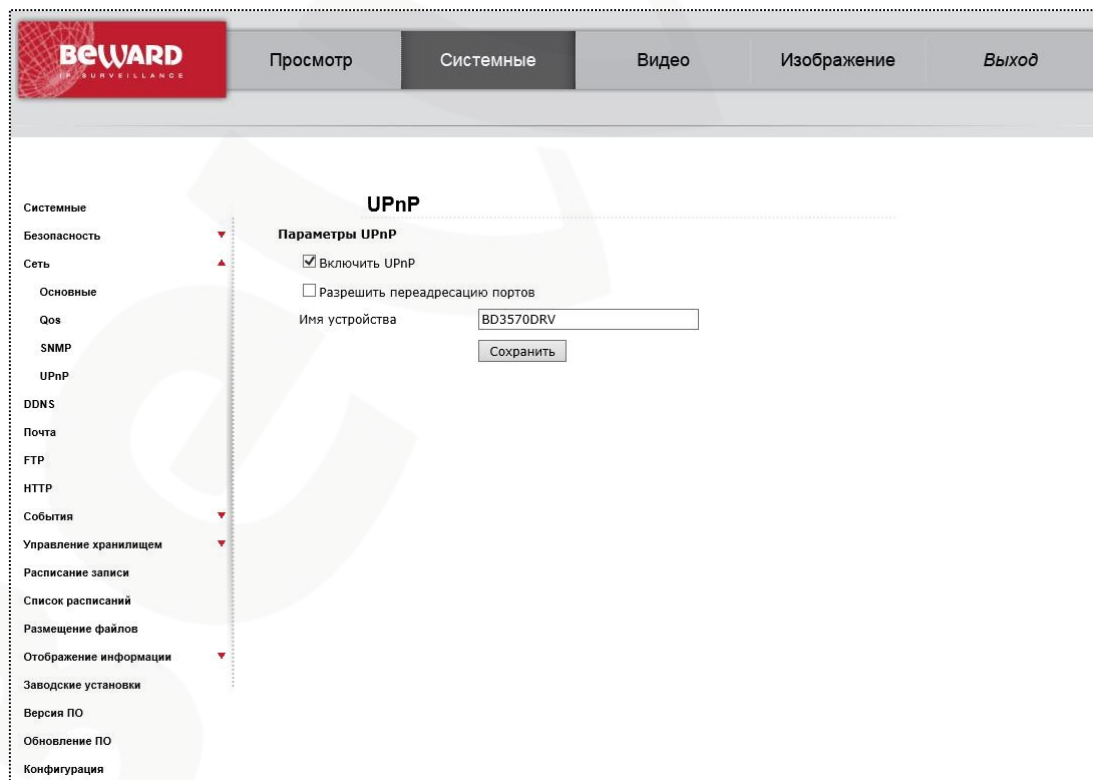 BEWARD
IP SURVEILLANCE
Просмотр
Системные
Видео
Изображение
Выход
Системные
Безопасность
Сеть
Основные
Qos
SNMP
UPnP
DDNS
Почта
FTP
HTTP
События
Управление хранилищем
Расписание записи
Список расписаний
Размещение файлов
Отображение информации
Заводские установки
Версия ПО
Обновление ПО
Конфигурация
UPnP
Параметры UPnP
Включить UPnP
Разрешить переадресацию портов
Имя устройства
BD3570DRV
Сохранить